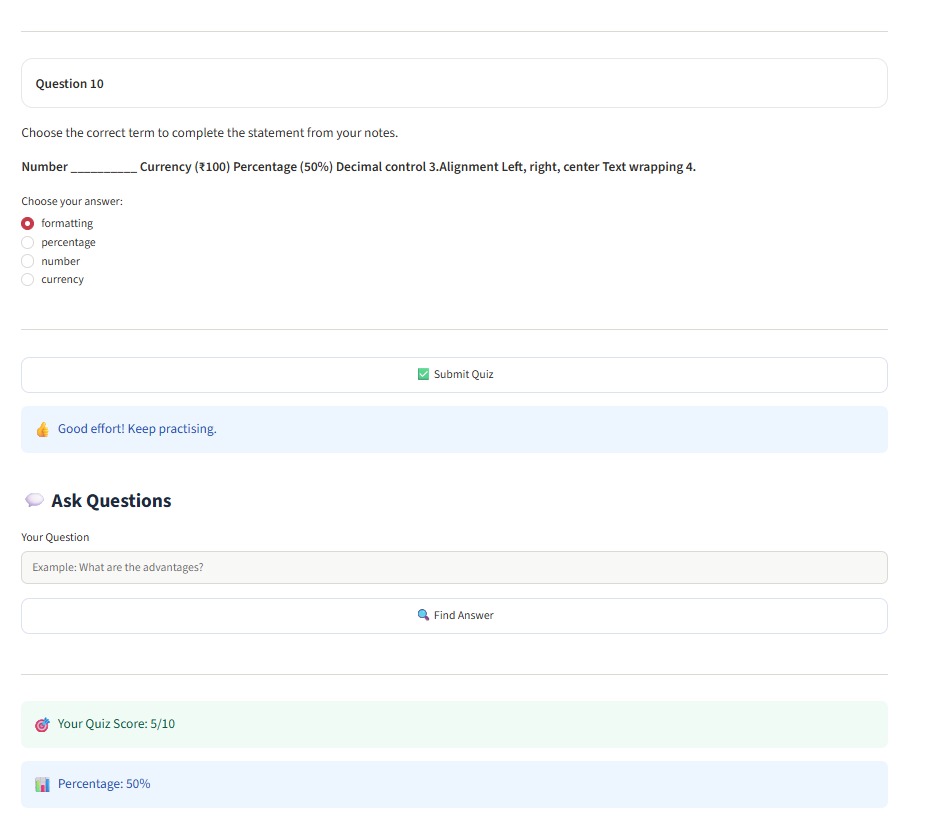 Question 10
Choose the correct term to complete the statement from your notes.
Number __________ Currency (₹100) Percentage (50%) Decimal control 3.Alignment Left, right, center Text wrapping 4.
Choose your answer:
formatting
percentage
number
currency
✅ Submit Quiz
👍 Good effort! Keep practising.
💬 Ask Questions
Your Question
Example: What are the advantages?
🔍 Find Answer
🎯 Your Quiz Score: 5/10
📊 Percentage: 50%